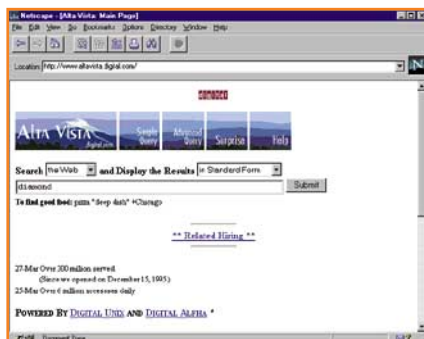 Netscape - [Alta Vista: Main Page]
File Edit View Go Bookmarks Options Directory Window Help
Location: http://www.altavista.digital.com/
ALTA VISTA
digital.com
Simple Query
Advanced Query
Surprise
Help
Search the Web and Display the Results in Standard Form
diamond
Submit
To find good food: pizza "deep dish" +Chicago
** Related Hiring **
27-Mar Over 300 million served.
(Since we opened on December 15, 1995.)
25-Mar Over 6 million accesses daily
POWERED BY DIGITAL UNIX AND DIGITAL ALPHA *